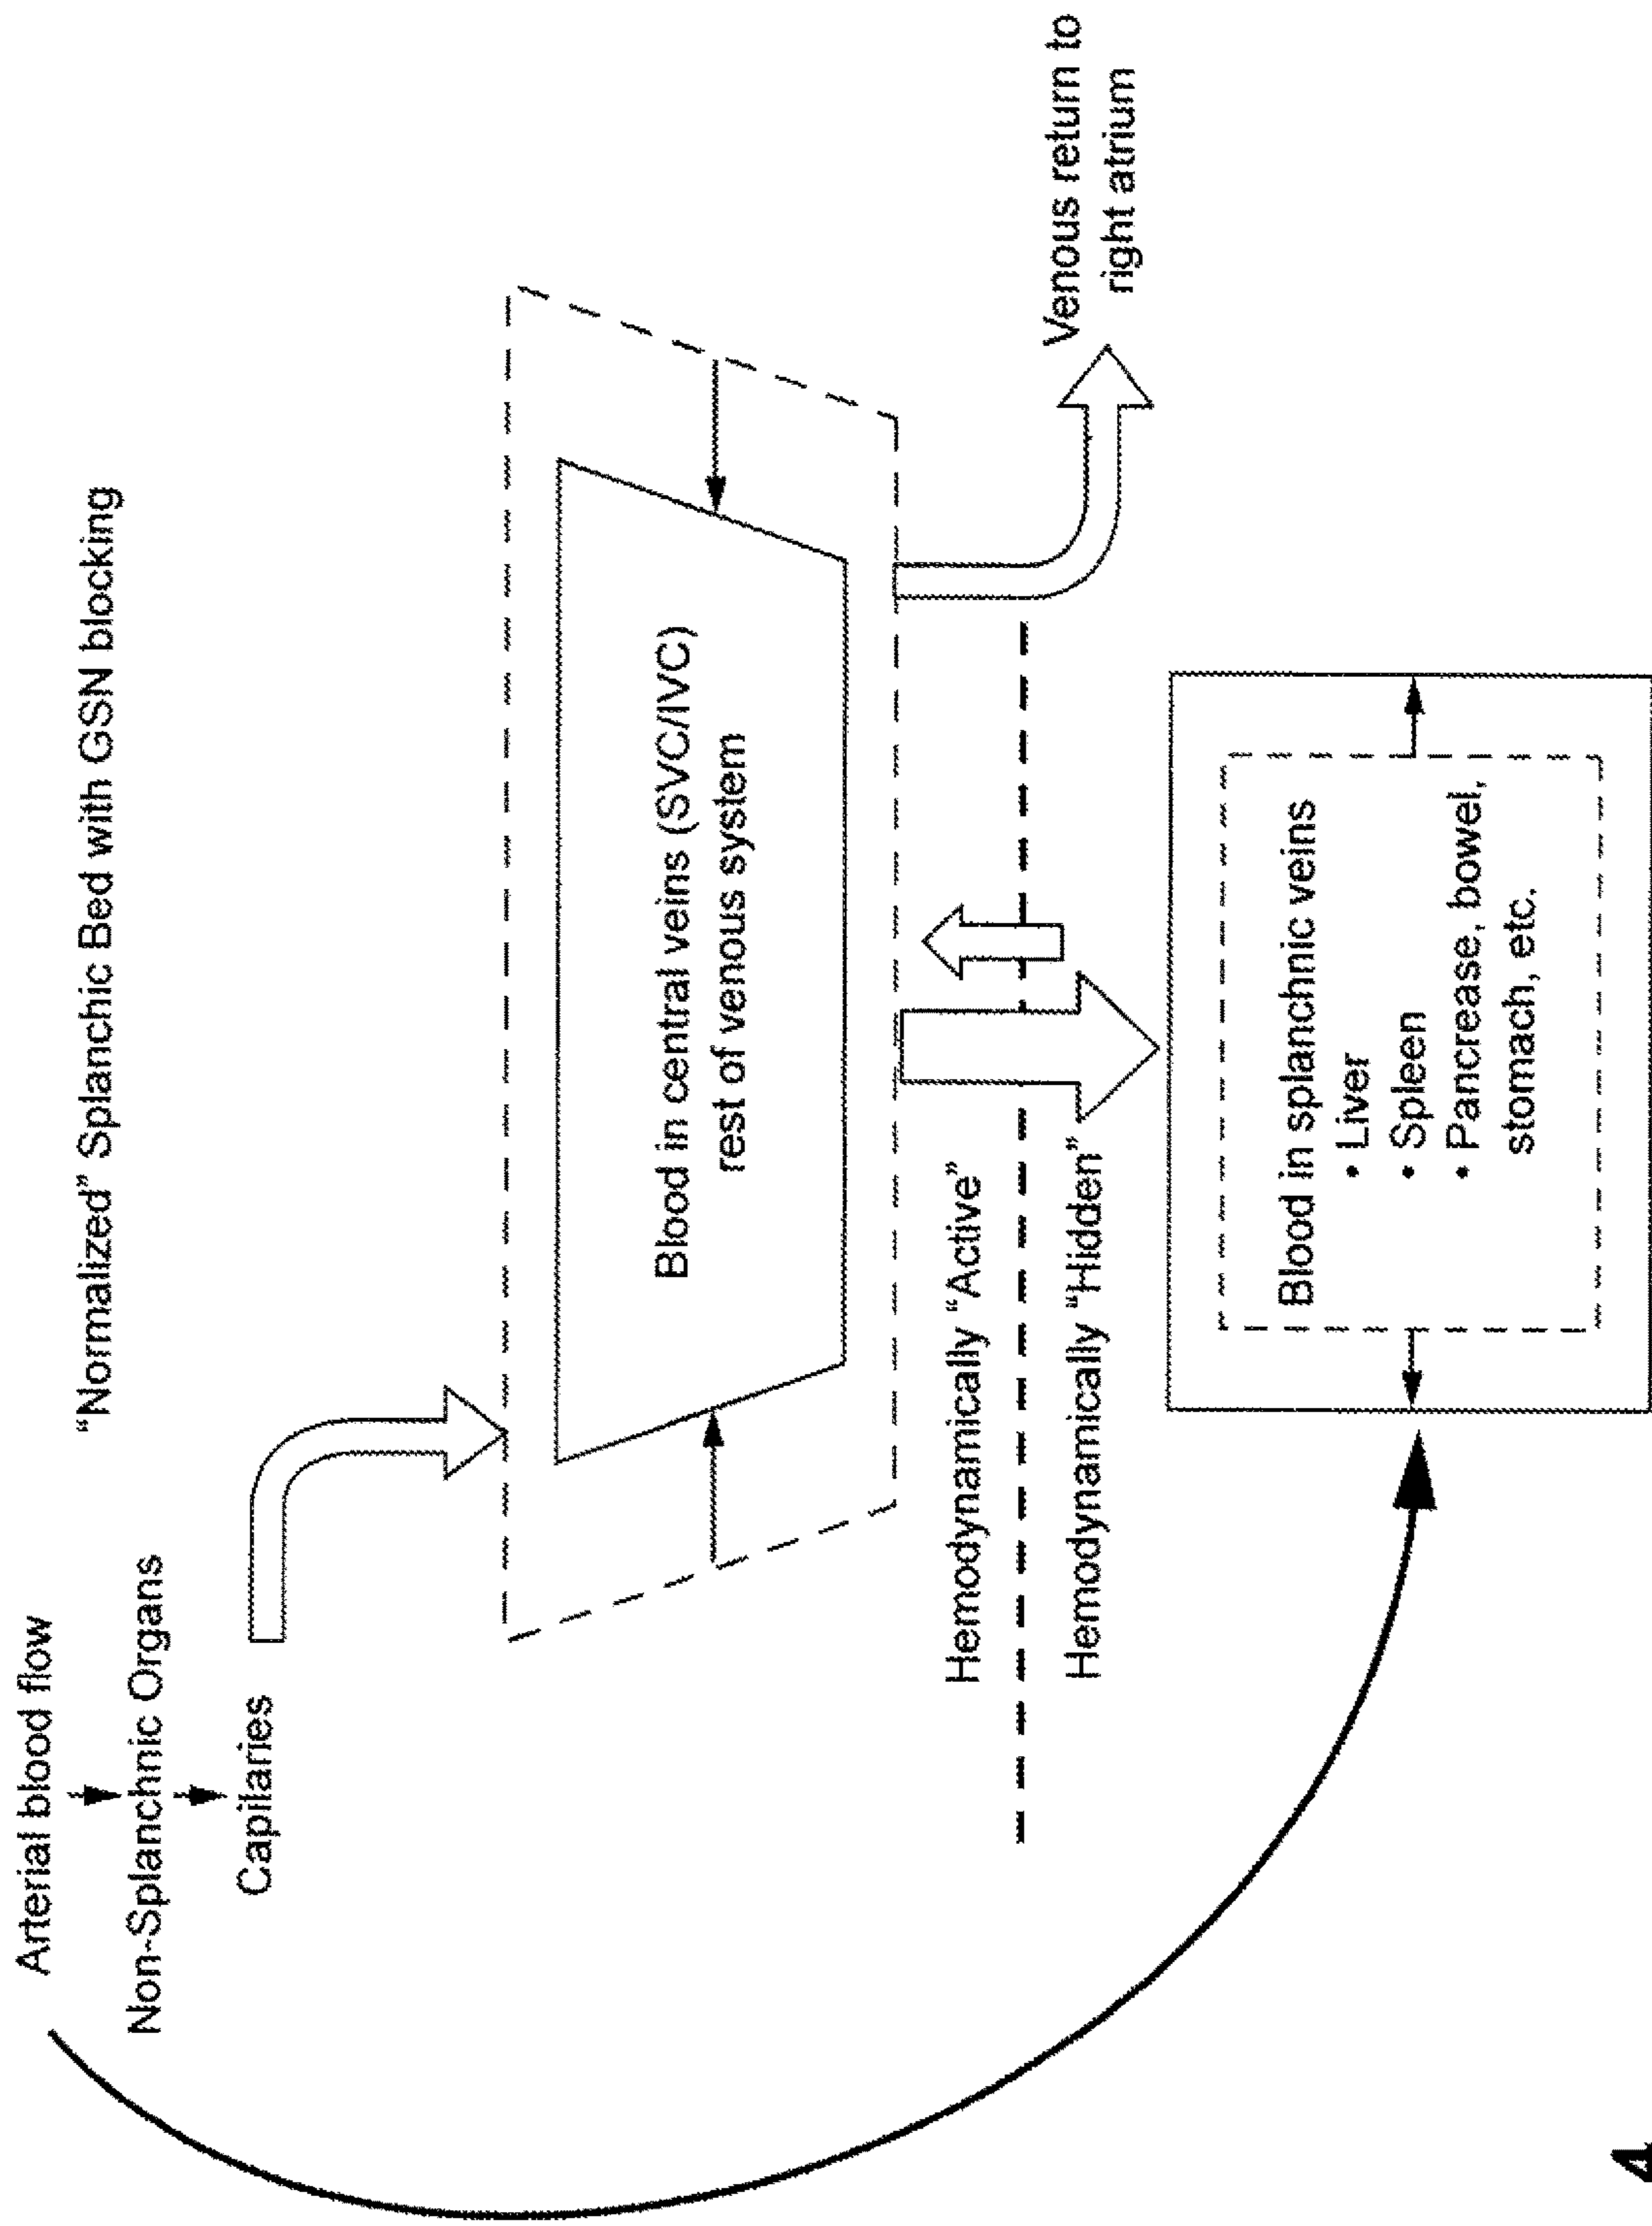 "Normalized" Splanchic Bed with GSN blocking
Arterial blood flow
Non-Splanchnic Organs
Capilaries
Blood in central veins (SVC/IVC)
rest of venous system
Hemodynamically "Active"
Hemodynamically "Hidden"
Venous return to
right atrium
Blood in splanchnic veins
• Liver
• Spleen
• Pancrease, bowel,
stomach, etc.
4